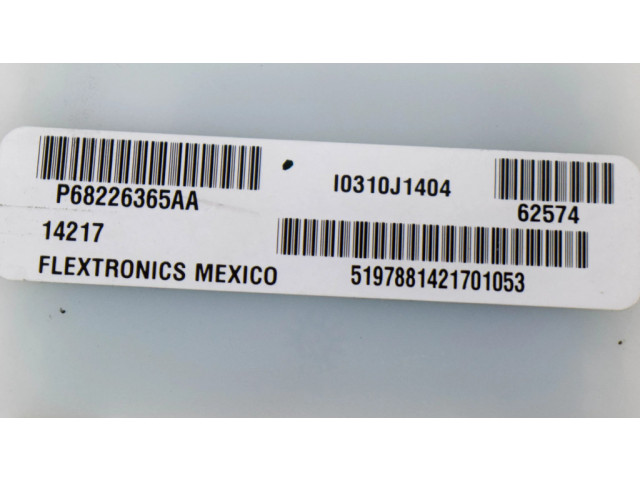 P68226365AA
I0310J1404
62574
14217
5197881421701053
FLEXTRONICS MEXICO